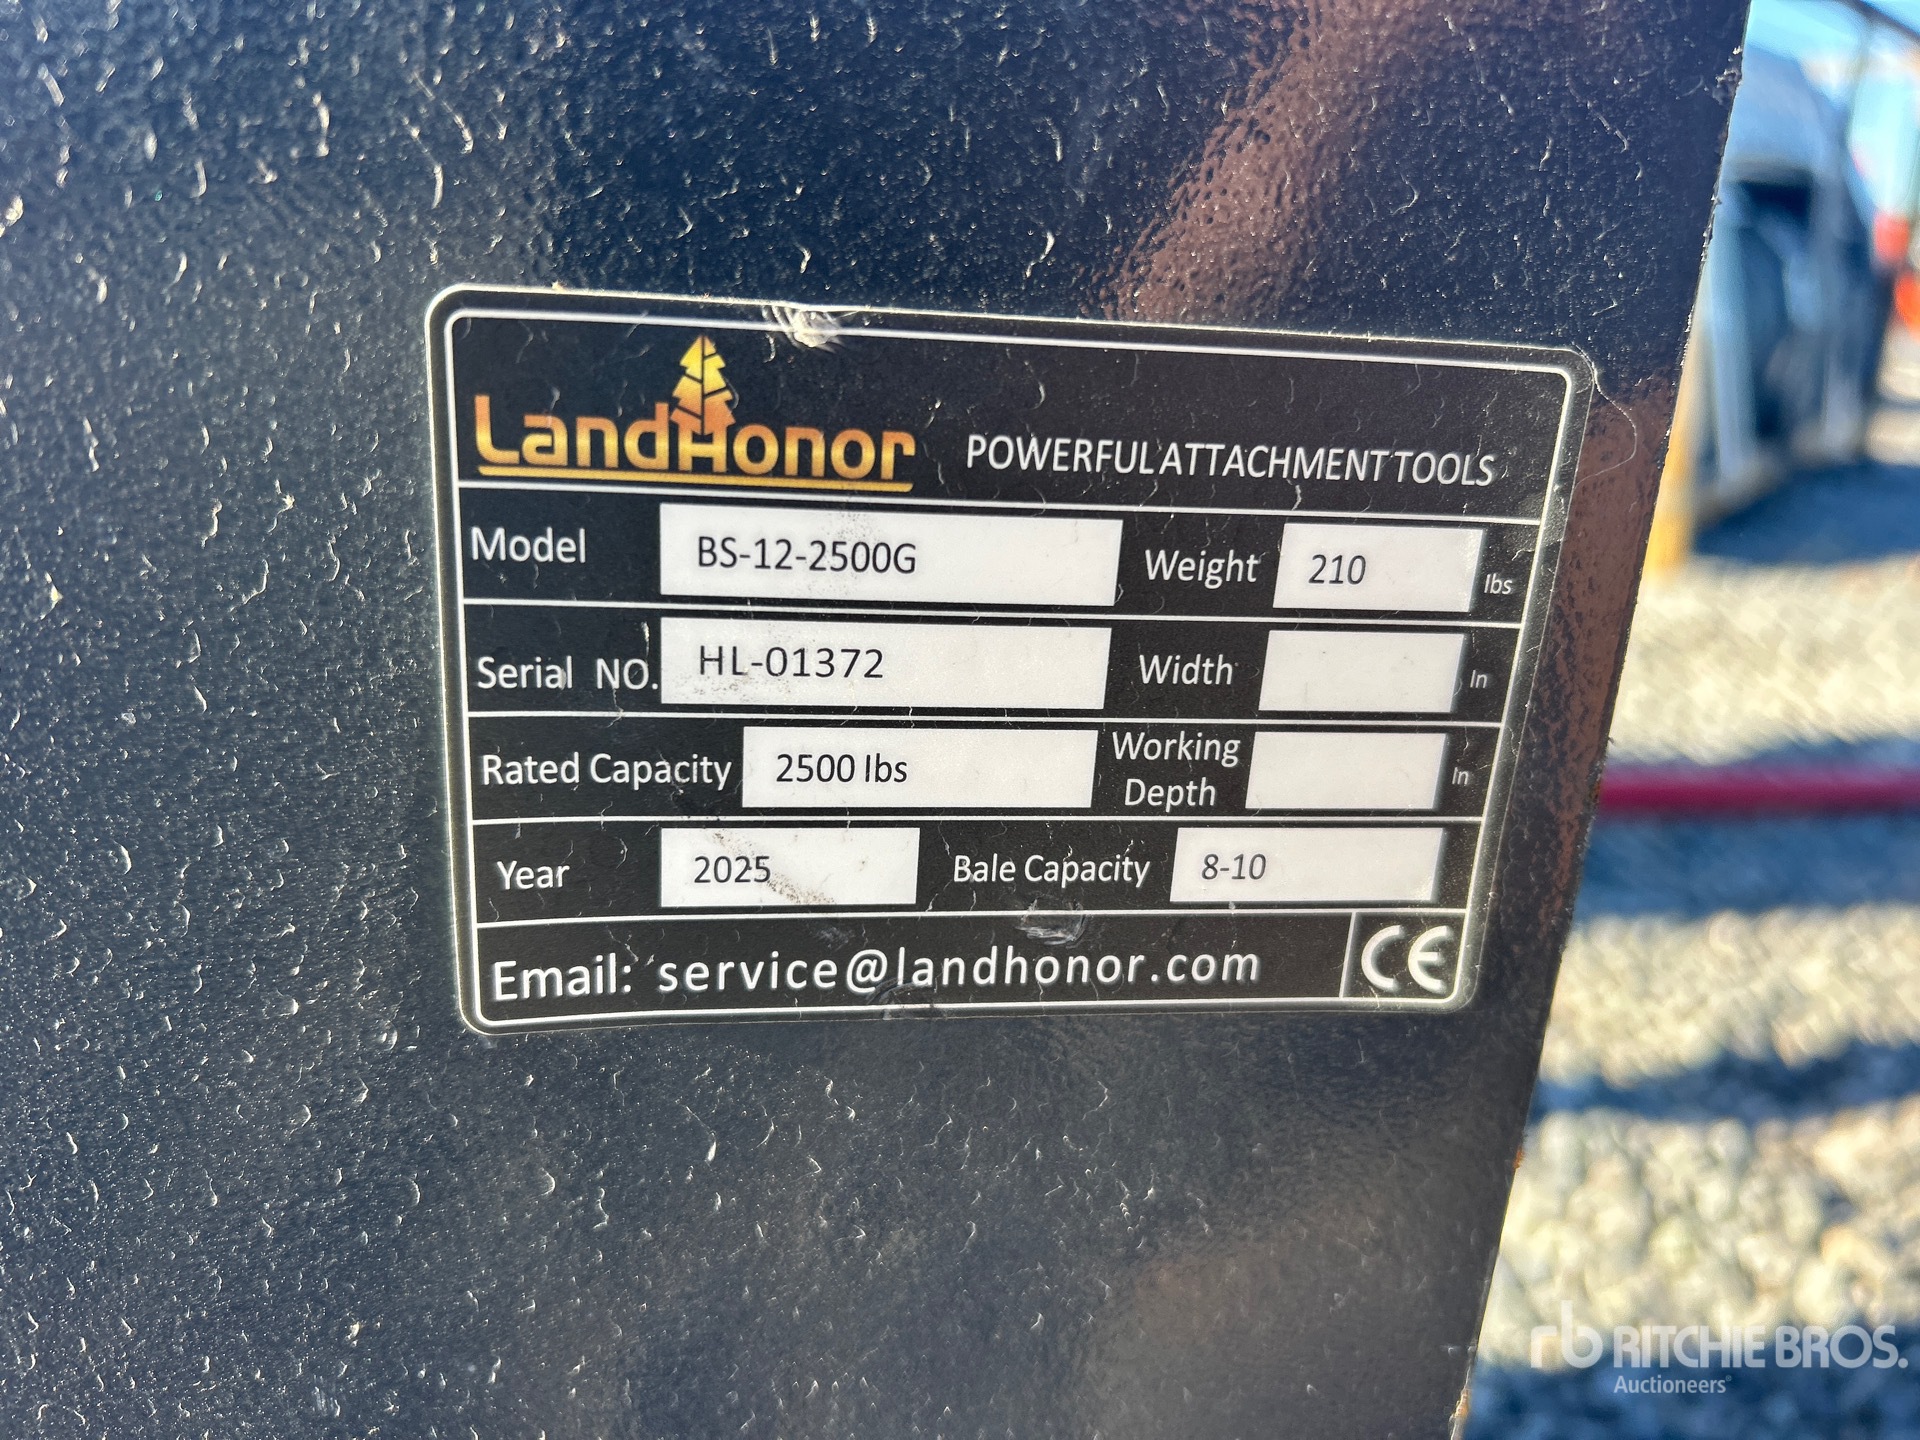 LandHonor POWERFUL ATTACHMENT TOOLS
Model BS-12-2500G Weight 210 lbs
Serial NO. HL-01372 Width In
Rated Capacity 2500 lbs Working Depth In
Year 2025 Bale Capacity 8-10
Email: service@landhonor.com CE
rb RITCHIE BROS.
Auctioneers